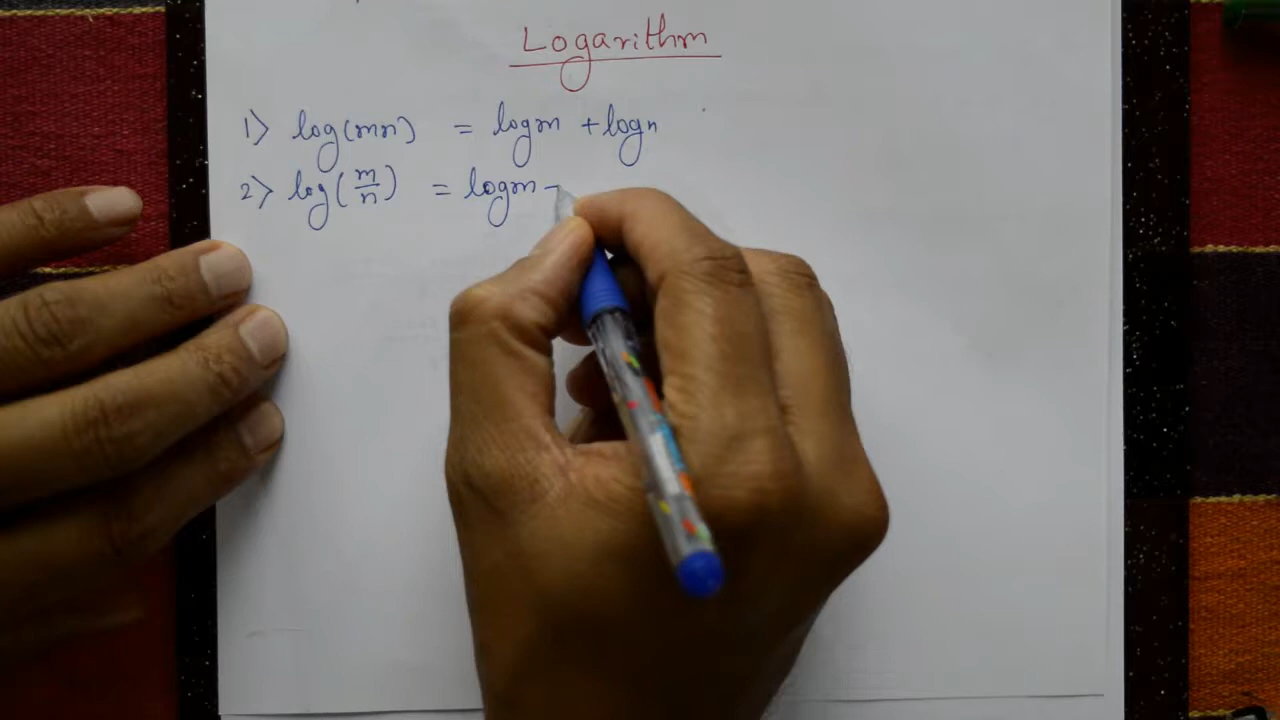 Logarithm
1) log(mn) = logm + logn
2) log(m/n) = logm -